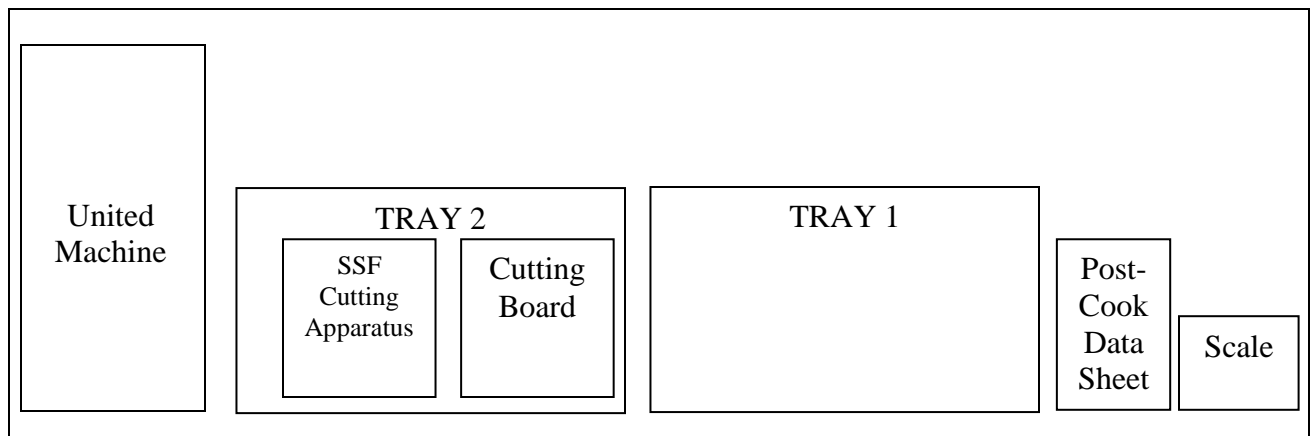 United
Machine
TRAY 2
SSF
Cutting
Apparatus
Cutting
Board
TRAY 1
Post-
Cook
Data
Sheet
Scale